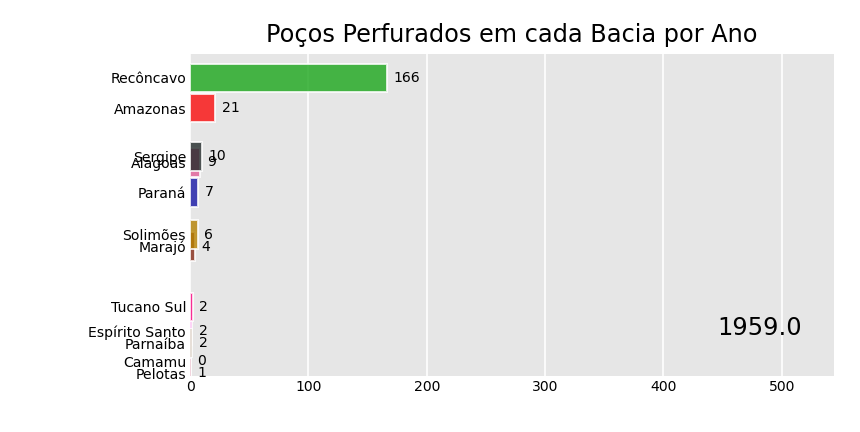 Poços Perfurados em cada Bacia por Ano
Recôncavo 166
Amazonas 21
Sergipe 10
Alagoas 9
Paraná 7
Solimões 6
Marajó 4
Tucano Sul 2
Espírito Santo 2
1959.0
Parnaíba 2
Camamu 0
Pelotas 1
0 100 200 300 400 500